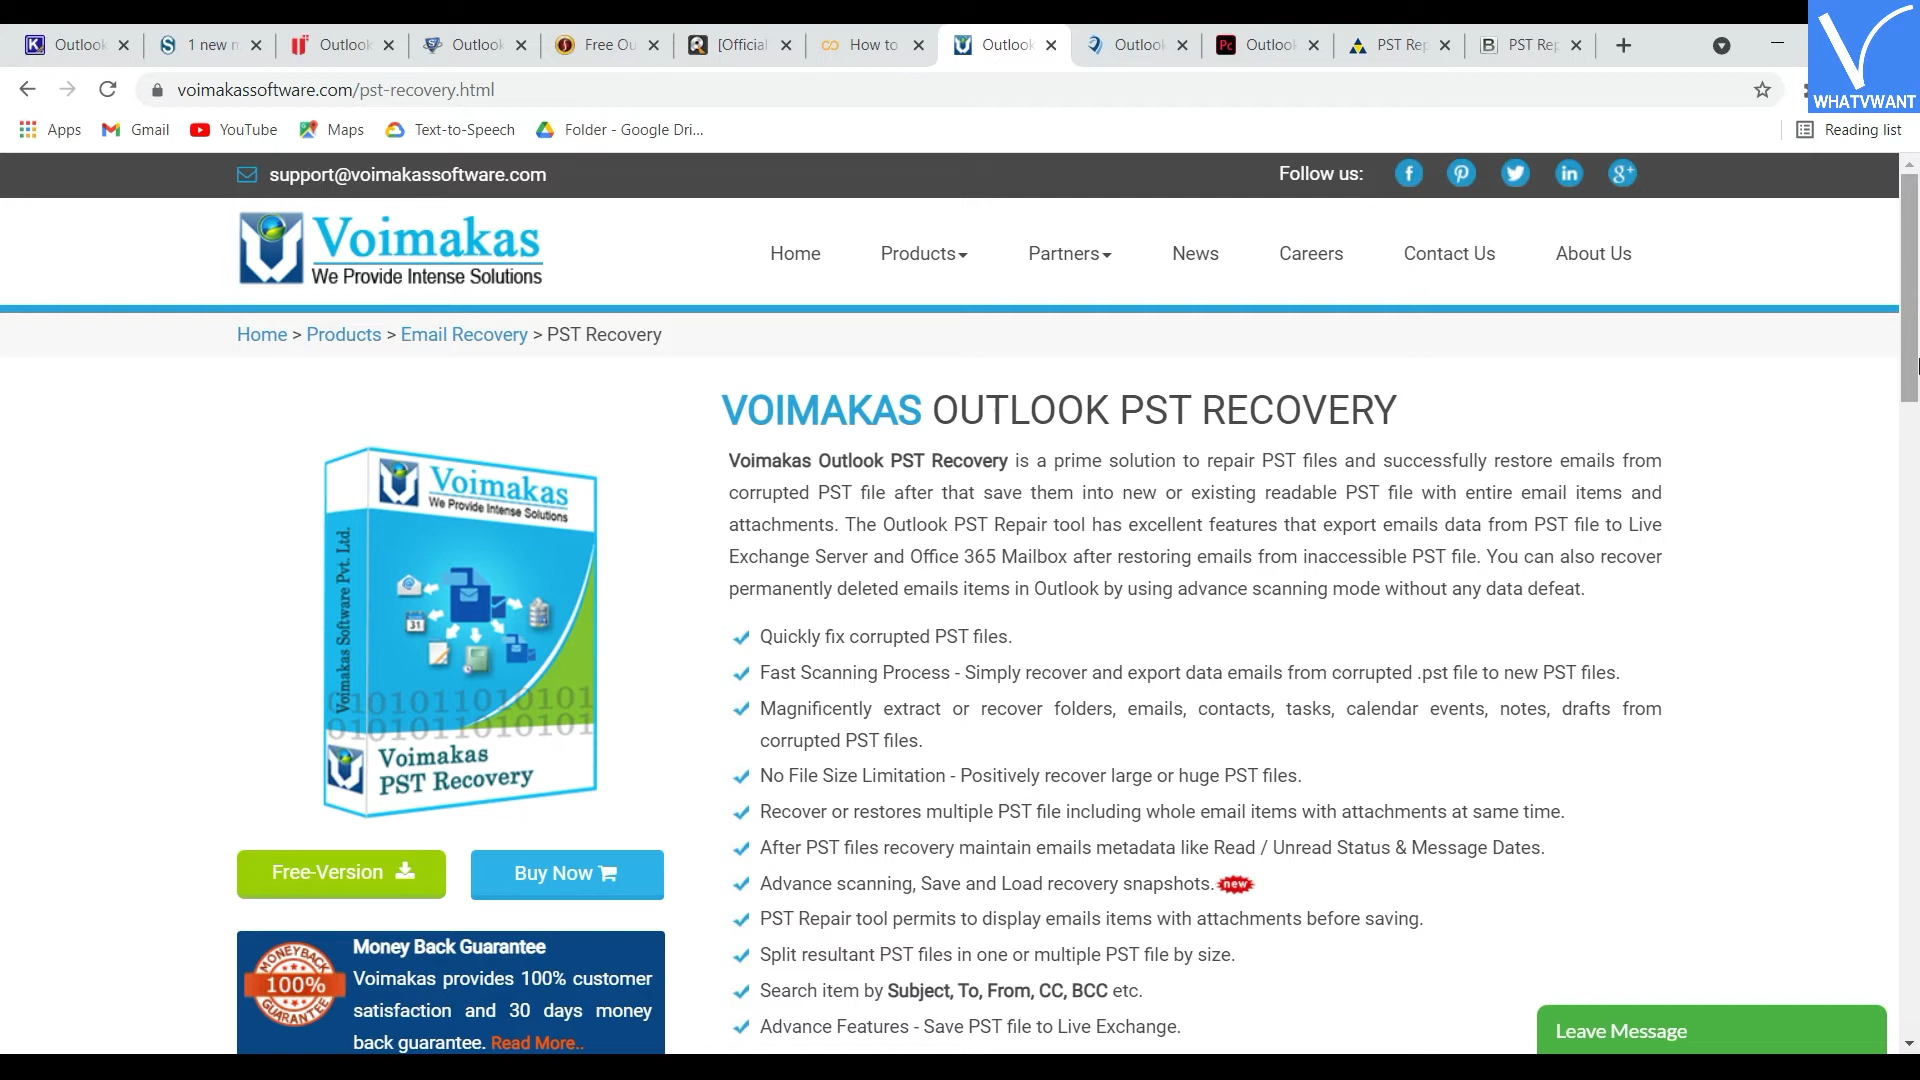 Outlook
1 new m
Outlook
Outlook
Free Ou
[Official
How to
Outlook
Outlook
Outlook
PST Rep
PST Rep
WHATVWANT
voimakassoftware.com/pst-recovery.html
Apps
Gmail
YouTube
Maps
Text-to-Speech
Folder - Google Dri...
Reading list
support@voimakassoftware.com
Follow us:
Voimakas
We Provide Intense Solutions
Home
Products
Partners
News
Careers
Contact Us
About Us
Home > Products > Email Recovery > PST Recovery
VOIMAKAS OUTLOOK PST RECOVERY
Voimakas Outlook PST Recovery is a prime solution to repair PST files and successfully restore emails from
corrupted PST file after that save them into new or existing readable PST file with entire email items and
attachments. The Outlook PST Repair tool has excellent features that export emails data from PST file to Live
Exchange Server and Office 365 Mailbox after restoring emails from inaccessible PST file. You can also recover
permanently deleted emails items in Outlook by using advance scanning mode without any data defeat.
Quickly fix corrupted PST files.
Fast Scanning Process - Simply recover and export data emails from corrupted .pst file to new PST files.
Magnificently extract or recover folders, emails, contacts, tasks, calendar events, notes, drafts from
corrupted PST files.
No File Size Limitation - Positively recover large or huge PST files.
Recover or restores multiple PST file including whole email items with attachments at same time.
After PST files recovery maintain emails metadata like Read / Unread Status & Message Dates.
Advance scanning, Save and Load recovery snapshots. new
PST Repair tool permits to display emails items with attachments before saving.
Split resultant PST files in one or multiple PST file by size.
Search item by Subject, To, From, CC, BCC etc.
Advance Features - Save PST file to Live Exchange.
Voimakas
We Provide Intense Solutions
Voimakas Software Pvt. Ltd.
31
0101011010101
0101011010101
Voimakas
PST Recovery
Free-Version
Buy Now
MONEYBACK
100%
GUARANTEE
Money Back Guarantee
Voimakas provides 100% customer
satisfaction and 30 days money
back guarantee. Read More..
Leave Message